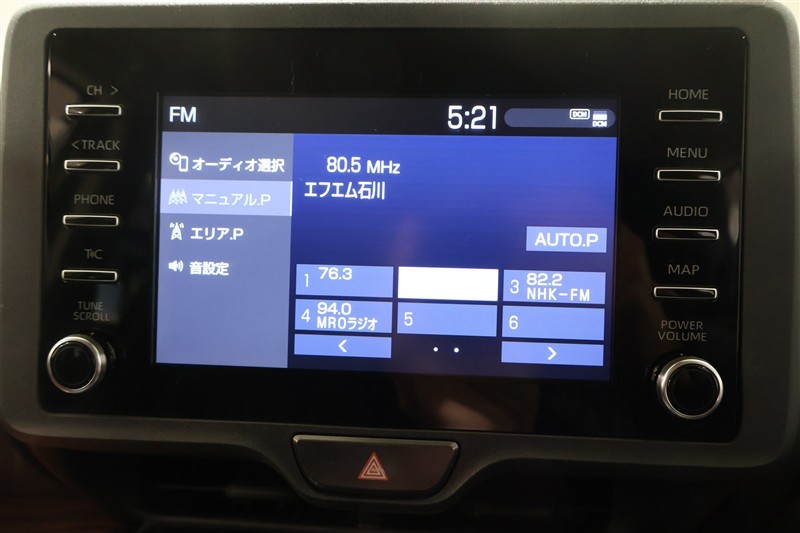 CH >
< TRACK
PHONE
T&C
TUNE
SCROLL
FM
5:21
DCM
DCM
オーディオ選択
マニュアル.P
エリア.P
音設定
80.5 MHz
エフエム石川
AUTO.P
1 76.3
3 82.2
NHK-FM
4 94.0
MROラジオ
5
6
<
>
HOME
MENU
AUDIO
MAP
POWER
VOLUME